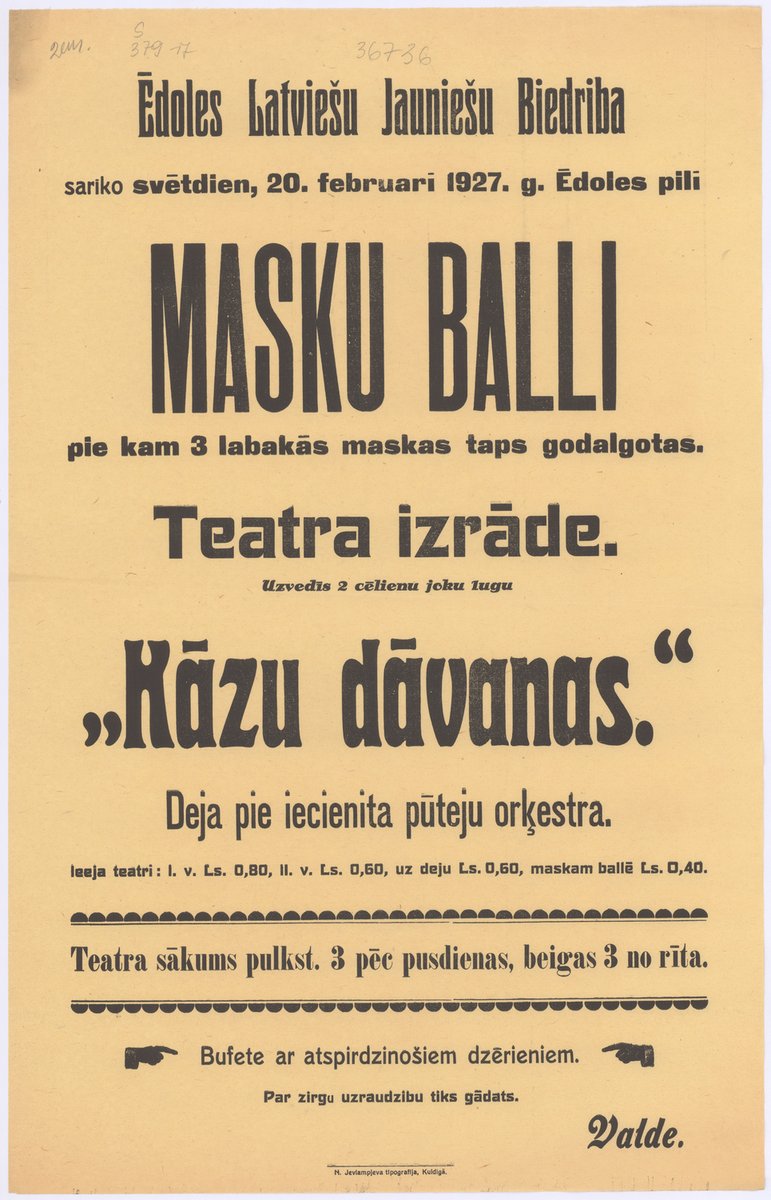 2em. S 379-17 36736
Ēdoles Latviešu Jauniešu Biedriba
sariko svētdien, 20. februarī 1927. g. Ēdoles pilī
MASKU BALLI
pie kam 3 labakās maskas taps godalgotas.
Teatra izrāde.
Uzvedīs 2 cēlienu joku lugu
„Kāzu dāvanas.“
Deja pie iecienita pūteju orķestra.
Ieeja teatri: I. v. Ls. 0,80, II. v. Ls. 0,60, uz deju Ls. 0,60, maskam ballē Ls. 0,40.
Teatra sākums pulkst. 3 pēc pusdienas, beigas 3 no rīta.
Bufete ar atspirdzinošiem dzērieniem.
Par zirgu uzraudzibu tiks gādats.
Valde.
N. Jevlampjeva tipografija, Kuldigā.